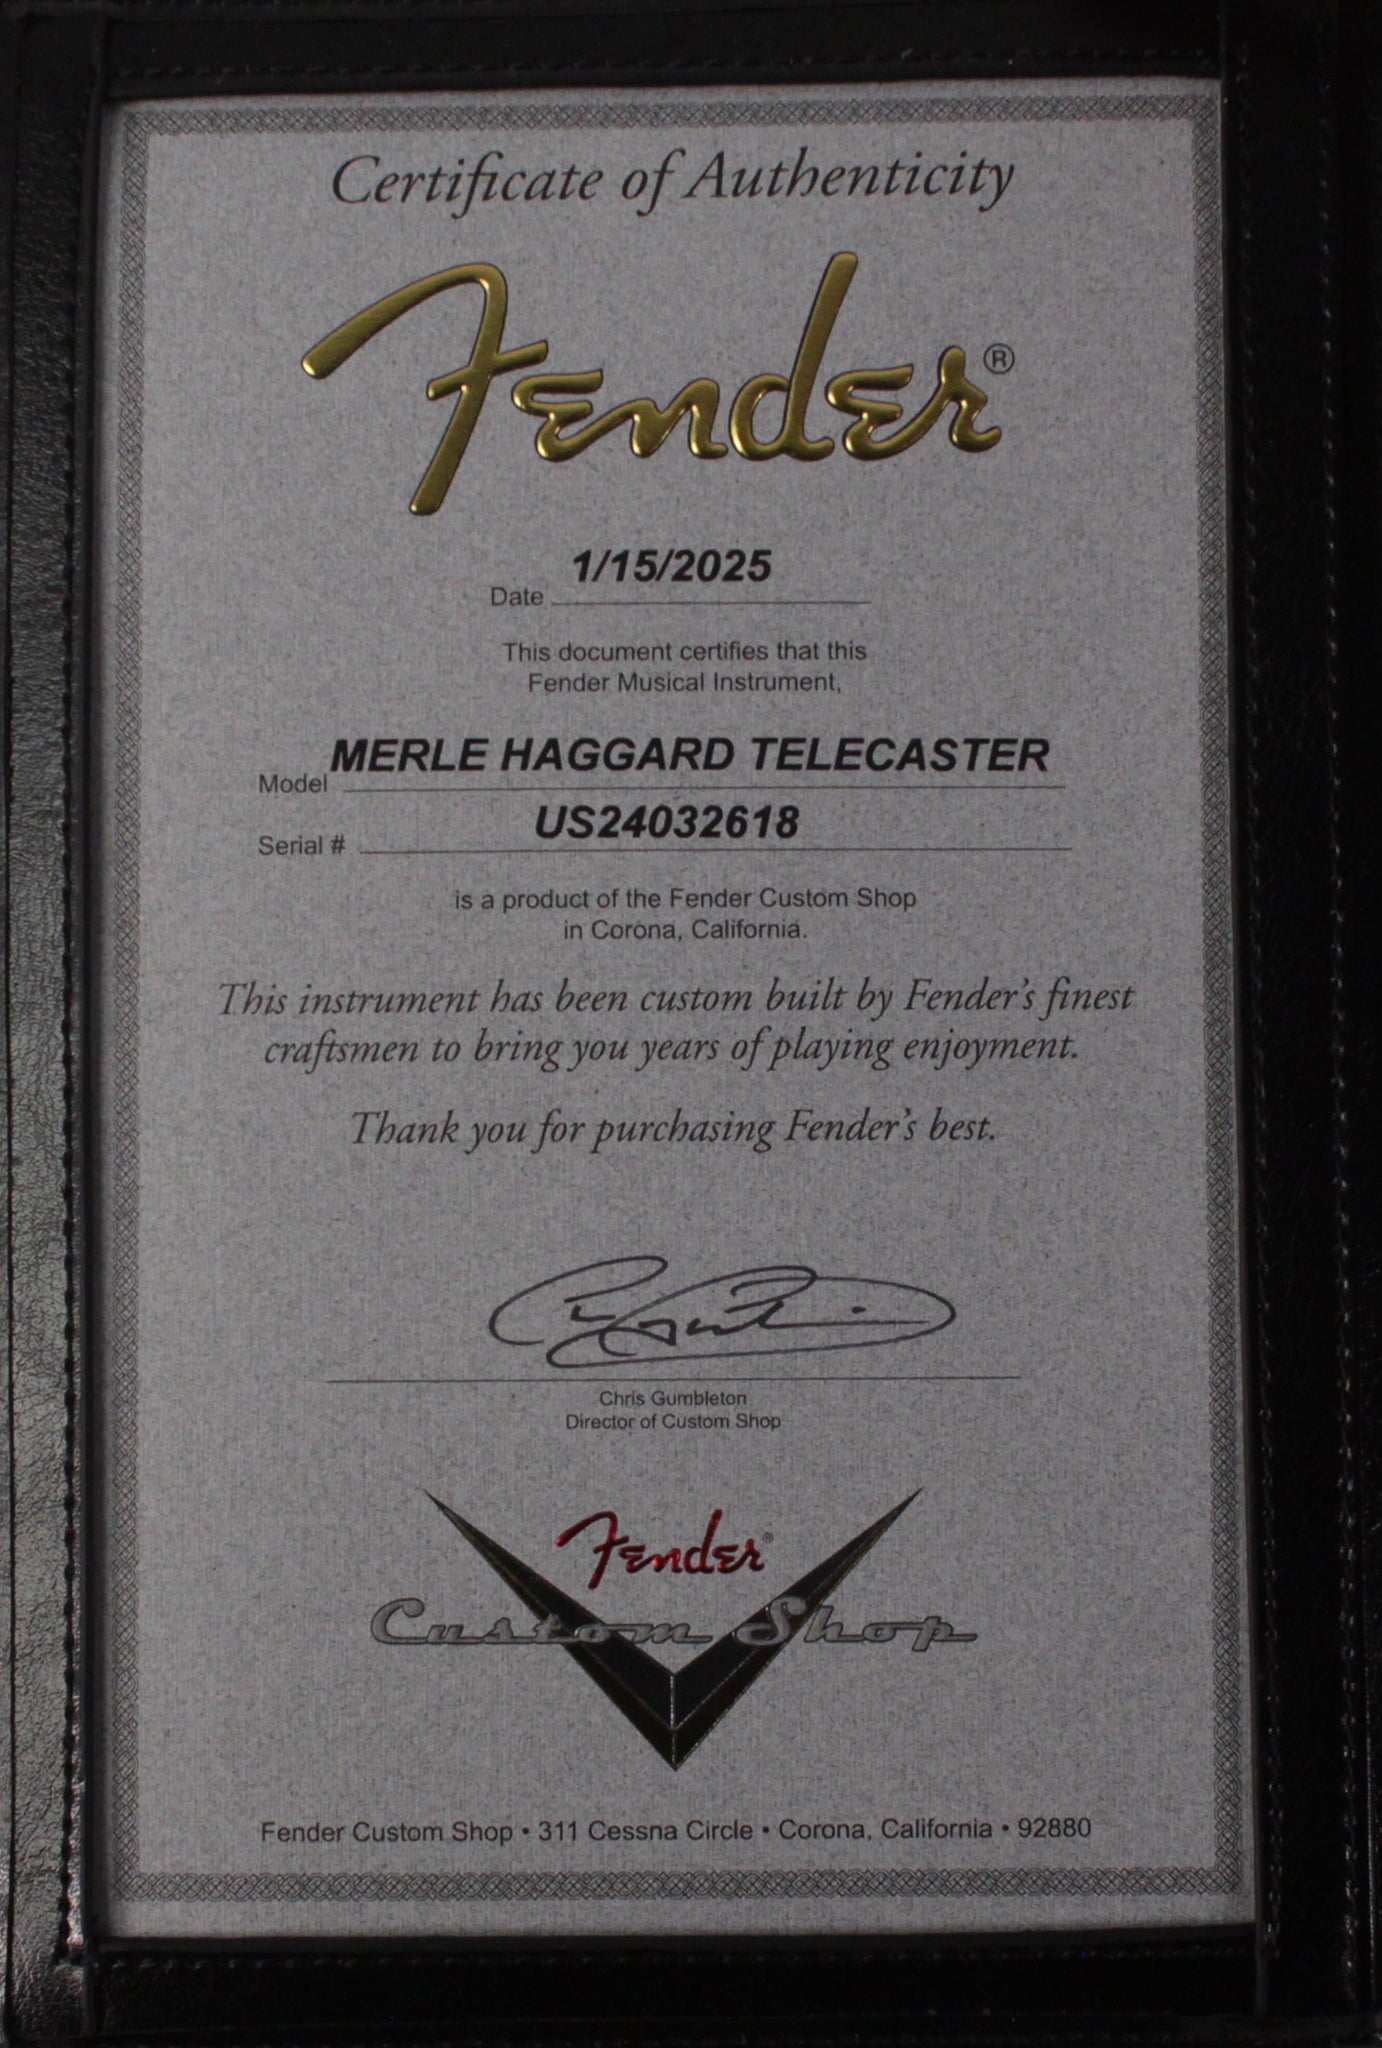 Certificate of Authenticity
Fender®
1/15/2025
Date
This document certifies that this
Fender Musical Instrument,
MERLE HAGGARD TELECASTER
Model
US24032618
Serial #
is a product of the Fender Custom Shop
in Corona, California.
This instrument has been custom built by Fender's finest
craftsmen to bring you years of playing enjoyment.
Thank you for purchasing Fender's best.
Chris Gumbleton
Director of Custom Shop
Fender®
Custom Shop
Fender Custom Shop • 311 Cessna Circle • Corona, California • 92880